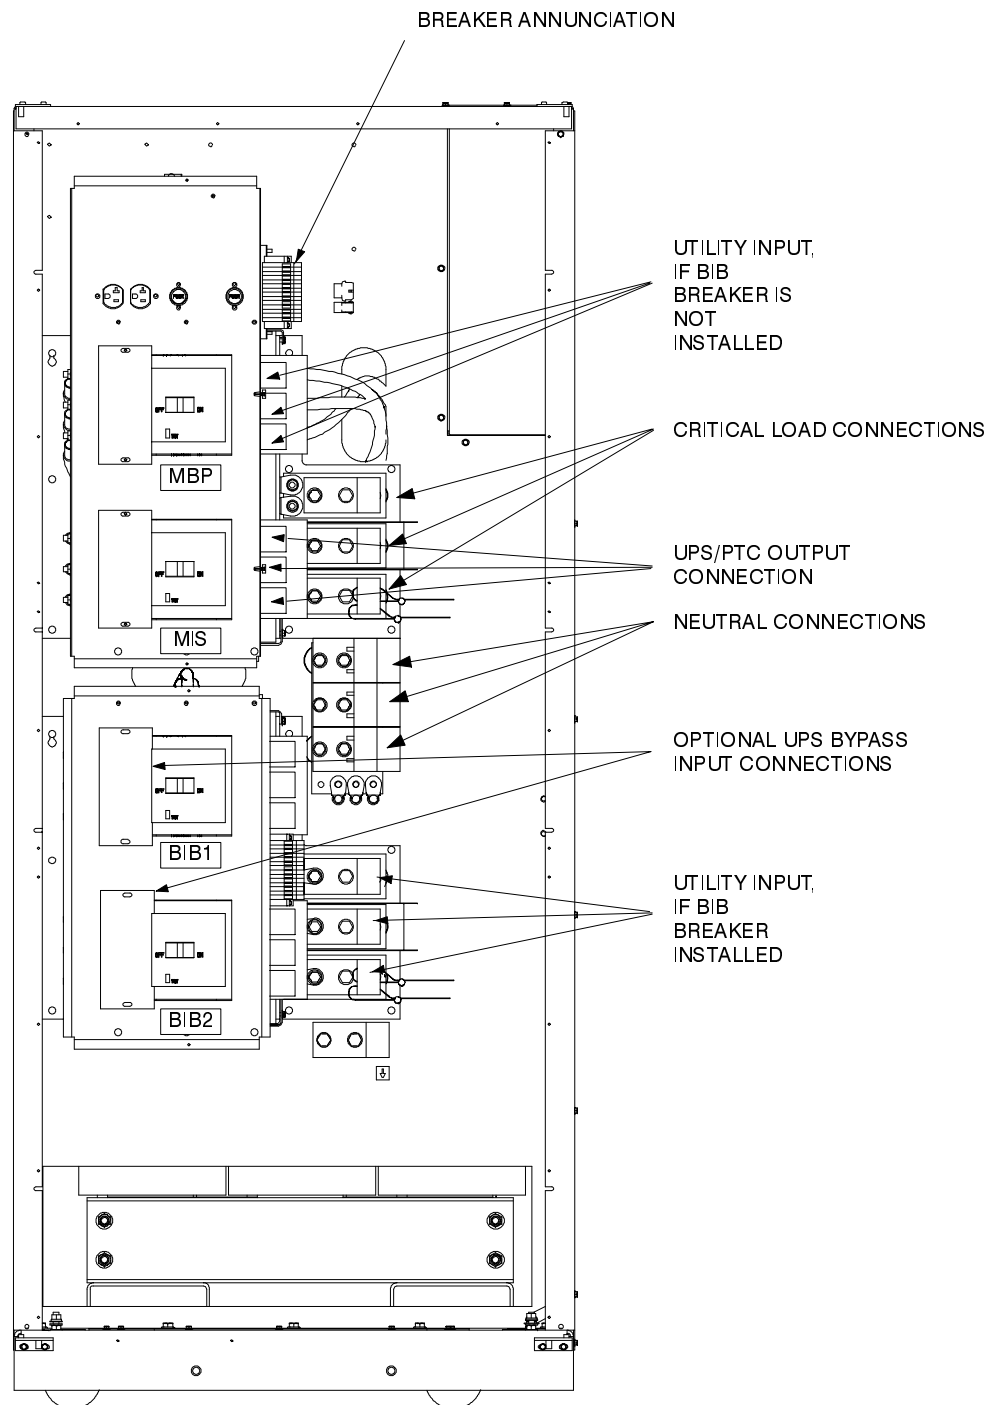 BREAKER ANNUNCIATION
UTILITY INPUT,
IF BIB
BREAKER IS
NOT
INSTALLED
CRITICAL LOAD CONNECTIONS
MBP
UPS/PTC OUTPUT
CONNECTION
NEUTRAL CONNECTIONS
MIS
OPTIONAL UPS BYPASS
INPUT CONNECTIONS
BIB1
UTILITY INPUT,
IF BIB
BREAKER
INSTALLED
BIB2